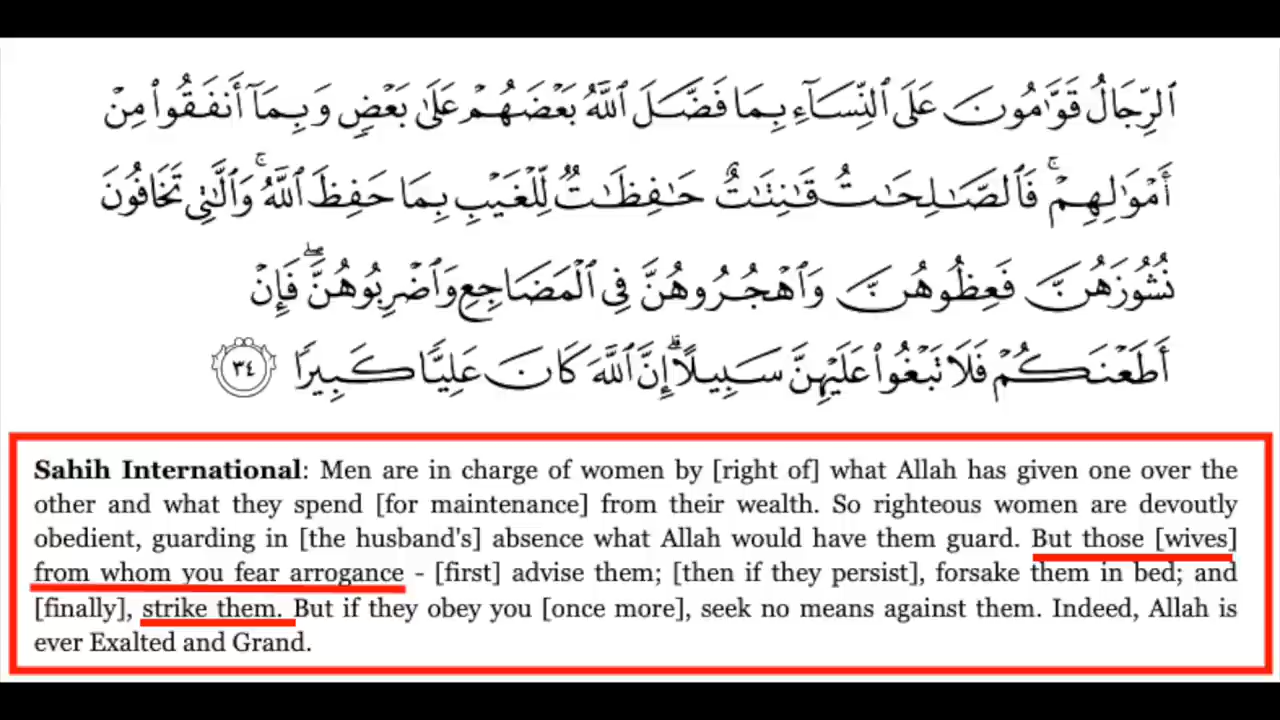 ٱلرِّجَالُ قَوَّٰمُونَ عَلَى ٱلنِّسَآءِ بِمَا فَضَّلَ ٱللَّهُ بَعْضَهُمْ عَلَىٰ بَعْضٍ وَبِمَآ أَنفَقُوا۟ مِنْ
أَمْوَٰلِهِمْ ۚ فَٱلصَّٰلِحَٰتُ قَٰنِتَٰتٌ حَٰفِظَٰتٌ لِّلْغَيْبِ بِمَا حَفِظَ ٱللَّهُ ۚ وَٱلَّٰتِى تَخَافُونَ
نُشُوزَهُنَّ فَعِظُوهُنَّ وَٱهْجُرُوهُنَّ فِى ٱلْمَضَاجِعِ وَٱضْرِبُوهُنَّ ۖ فَإِنْ
أَطَعْنَكُمْ فَلَا تَبْغُوا۟ عَلَيْهِنَّ سَبِيلًا ۗ إِنَّ ٱللَّهَ كَانَ عَلِيًّا كَبِيرًا ٣٤
Sahih International: Men are in charge of women by [right of] what Allah has given one over the
other and what they spend [for maintenance] from their wealth. So righteous women are devoutly
obedient, guarding in [the husband's] absence what Allah would have them guard. But those [wives]
from whom you fear arrogance - [first] advise them; [then if they persist], forsake them in bed; and
[finally], strike them. But if they obey you [once more], seek no means against them. Indeed, Allah is
ever Exalted and Grand.